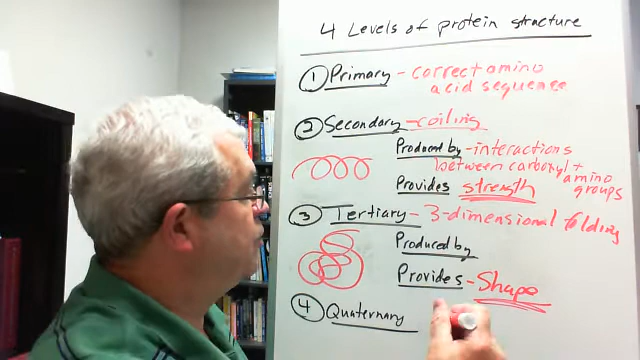 4 Levels of protein structure
① Primary - correct amino
acid sequence
② Secondary - coiling
Produced by - interactions
between carboxyl +
amino
groups
Provides strength
③ Tertiary - 3-dimensional folding
Produced by
Provides - Shape
④ Quaternary